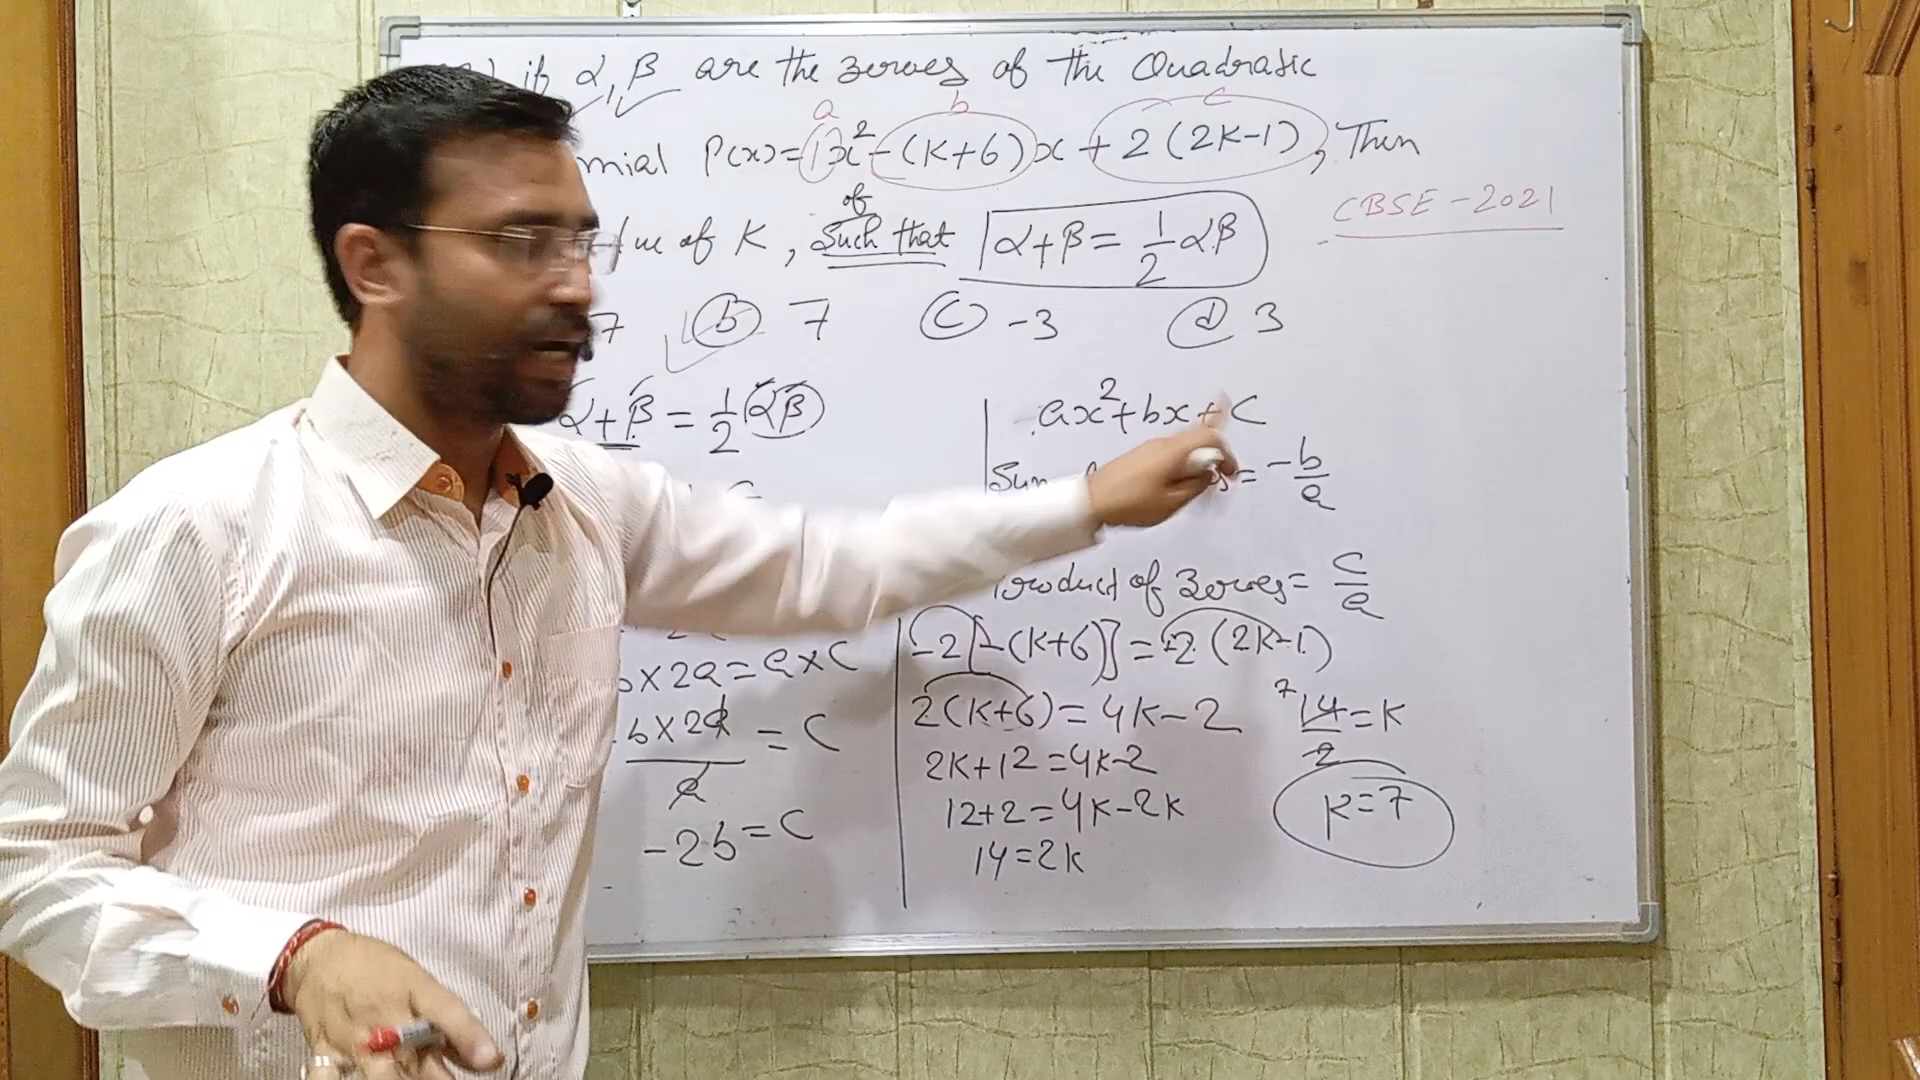 if α, β are the zeroes of the Quadratic
a b c
mial P(x)=1x²-(K+6)x+2(2K-1), Then
of
of K, Such that α+β=1/2 αβ
CBSE-2021
7 (b) 7 (c) -3 (d) 3
α+β = 1/2 αβ
ax²+bx+c
= -b/a
Product of Zeroes = c/a
b×2a=a×c
b×2a/a = c
-2b=c
-2[-(K+6)]=2(2K-1)
2(K+6)=4K-2
2K+12=4K-2
12+2=4K-2K
14=2K
7
14/2=K
K=7